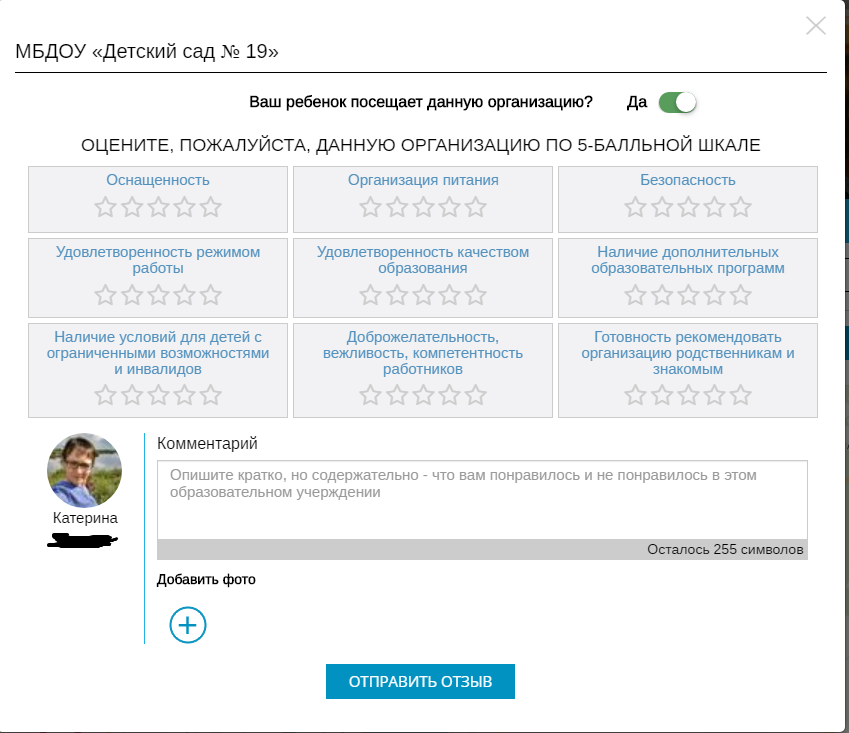 МБДОУ «Детский сад № 19»
Ваш ребенок посещает данную организацию? Да
ОЦЕНИТЕ, ПОЖАЛУЙСТА, ДАННУЮ ОРГАНИЗАЦИЮ ПО 5-БАЛЛЬНОЙ ШКАЛЕ
Оснащенность
Организация питания
Безопасность
Удовлетворенность режимом
работы
Удовлетворенность качеством
образования
Наличие дополнительных
образовательных программ
Наличие условий для детей с
ограниченными возможностями
и инвалидов
Доброжелательность,
вежливость, компетентность
работников
Готовность рекомендовать
организацию родственникам и
знакомым
Катерина
Комментарий
Опишите кратко, но содержательно - что вам понравилось и не понравилось в этом
образовательном учерждении
Осталось 255 символов
Добавить фото
ОТПРАВИТЬ ОТЗЫВ